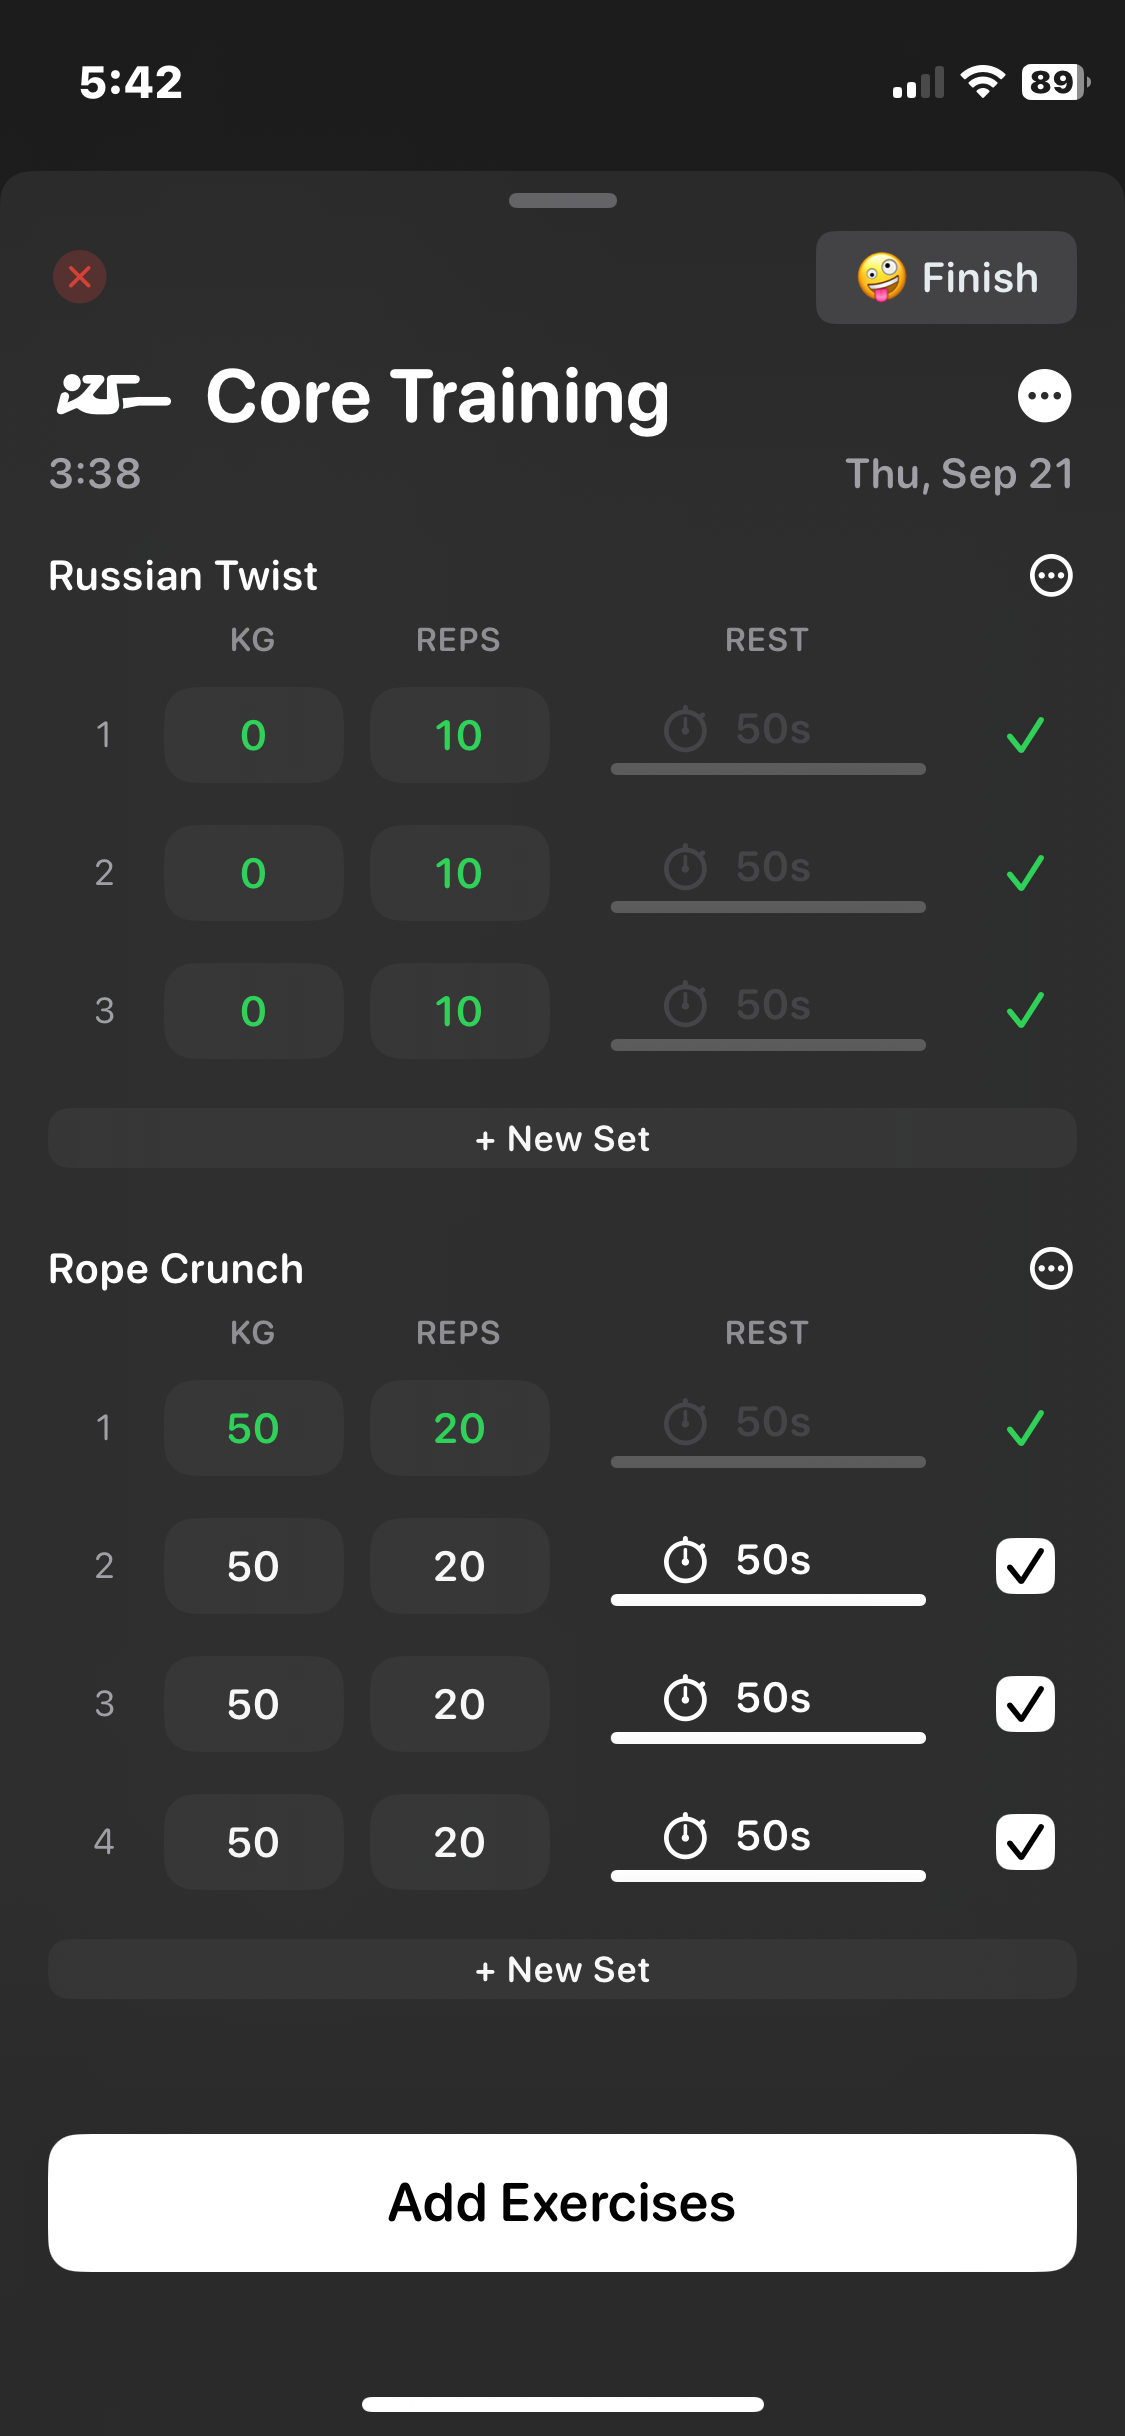 5:42
89
🤪 Finish
Core Training
3:38 Thu, Sep 21
Russian Twist
KG REPS REST
1 0 10 50s
2 0 10 50s
3 0 10 50s
+ New Set
Rope Crunch
KG REPS REST
1 50 20 50s
2 50 20 50s
3 50 20 50s
4 50 20 50s
+ New Set
Add Exercises